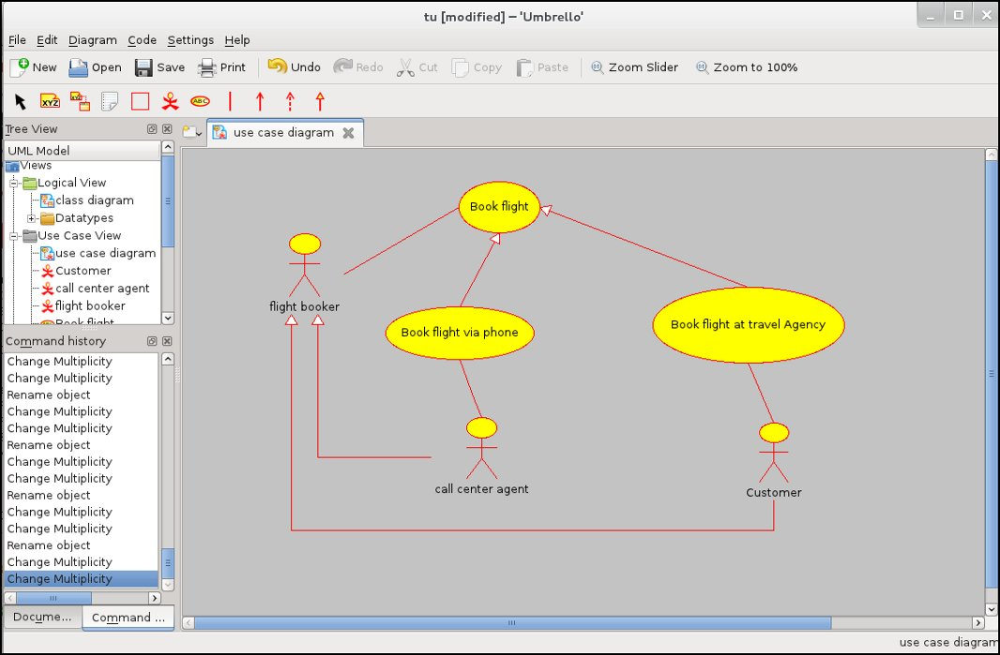 tu [modified] – 'Umbrello'
File Edit Diagram Code Settings Help
New Open Save Print Undo Redo Cut Copy Paste Zoom Slider Zoom to 100%
XYZ ABC
Tree View
use case diagram
UML Model
Views
Logical View
class diagram
Datatypes
Use Case View
use case diagram
Customer
call center agent
flight booker
Book flight
Command history
Change Multiplicity
Change Multiplicity
Rename object
Change Multiplicity
Change Multiplicity
Rename object
Change Multiplicity
Change Multiplicity
Rename object
Change Multiplicity
Change Multiplicity
Rename object
Change Multiplicity
Change Multiplicity
Docume... Command ...
Book flight
flight booker
Book flight via phone
Book flight at travel Agency
call center agent
Customer
use case diagram